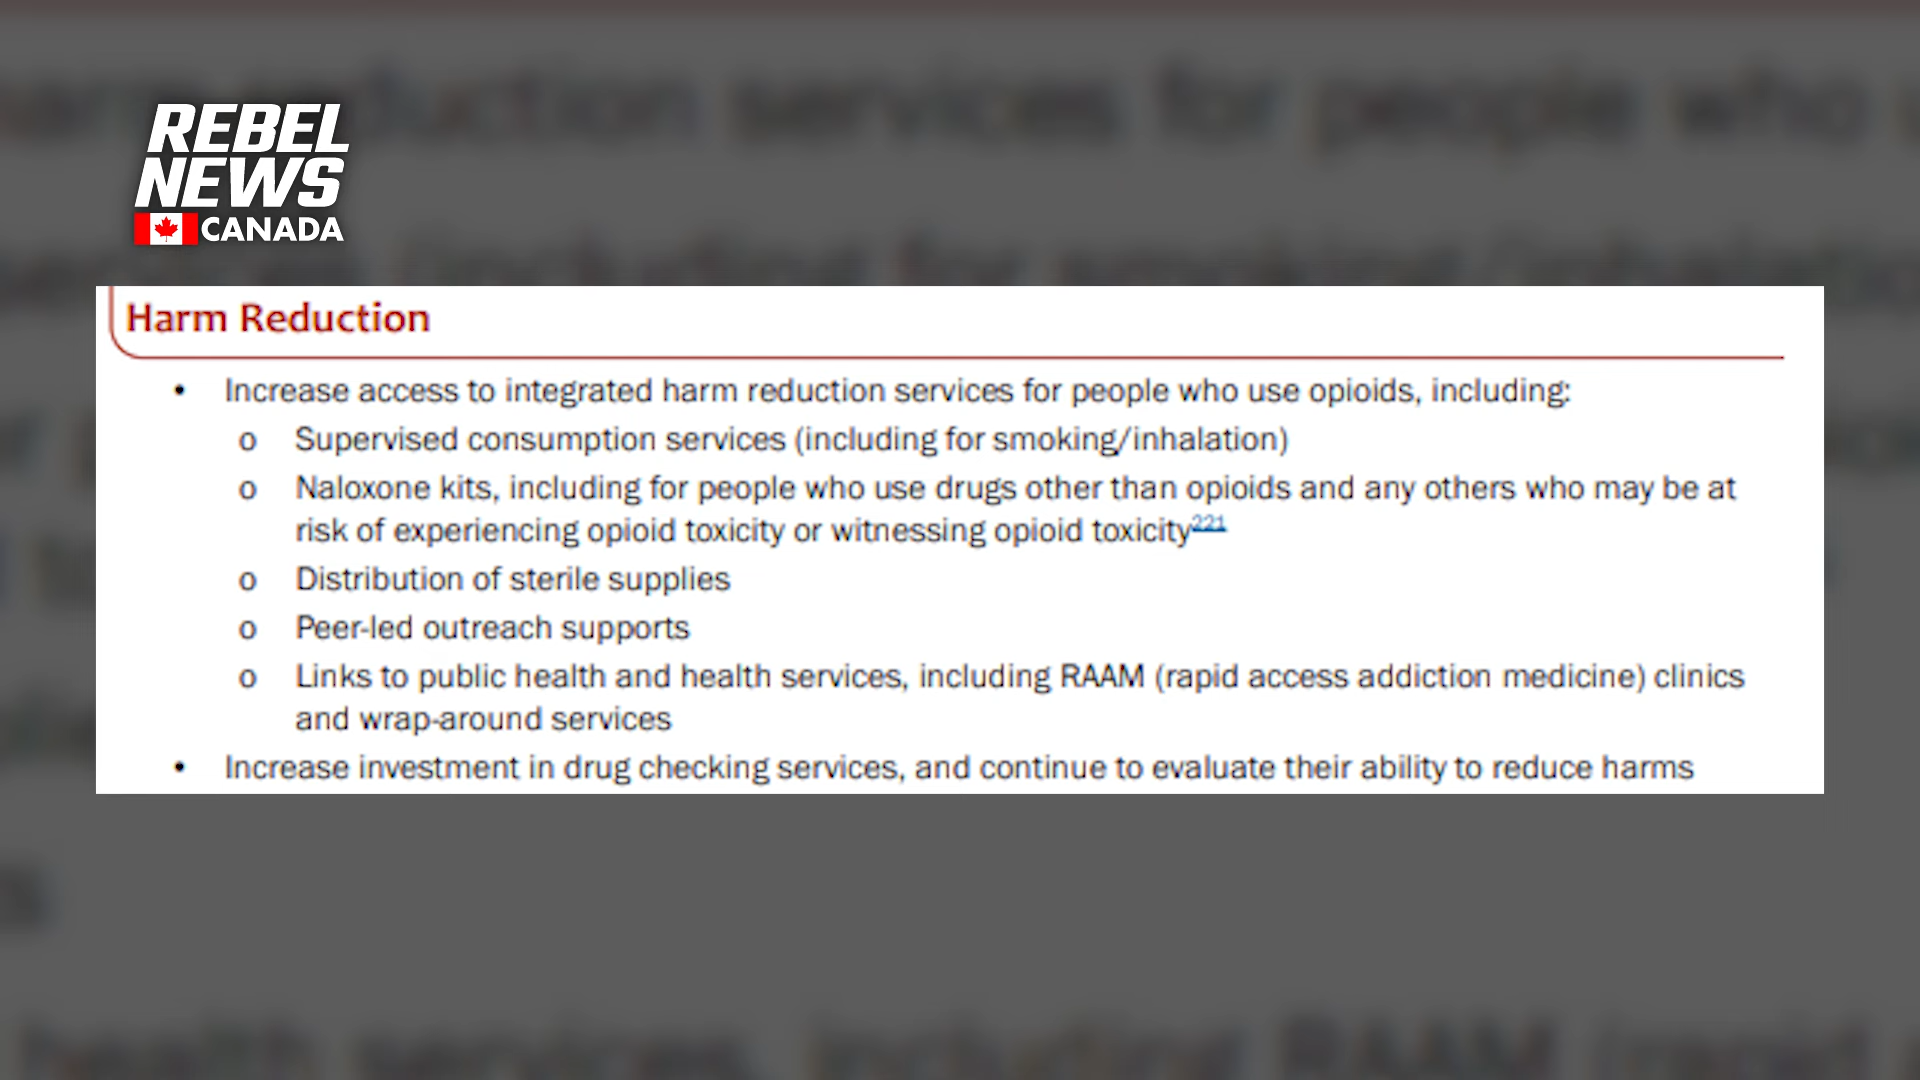 REBEL
NEWS
CANADA
Harm Reduction
• Increase access to integrated harm reduction services for people who use opioids, including:
o Supervised consumption services (including for smoking/inhalation)
o Naloxone kits, including for people who use drugs other than opioids and any others who may be at
risk of experiencing opioid toxicity or witnessing opioid toxicity221
o Distribution of sterile supplies
o Peer-led outreach supports
o Links to public health and health services, including RAAM (rapid access addiction medicine) clinics
and wrap-around services
• Increase investment in drug checking services, and continue to evaluate their ability to reduce harms